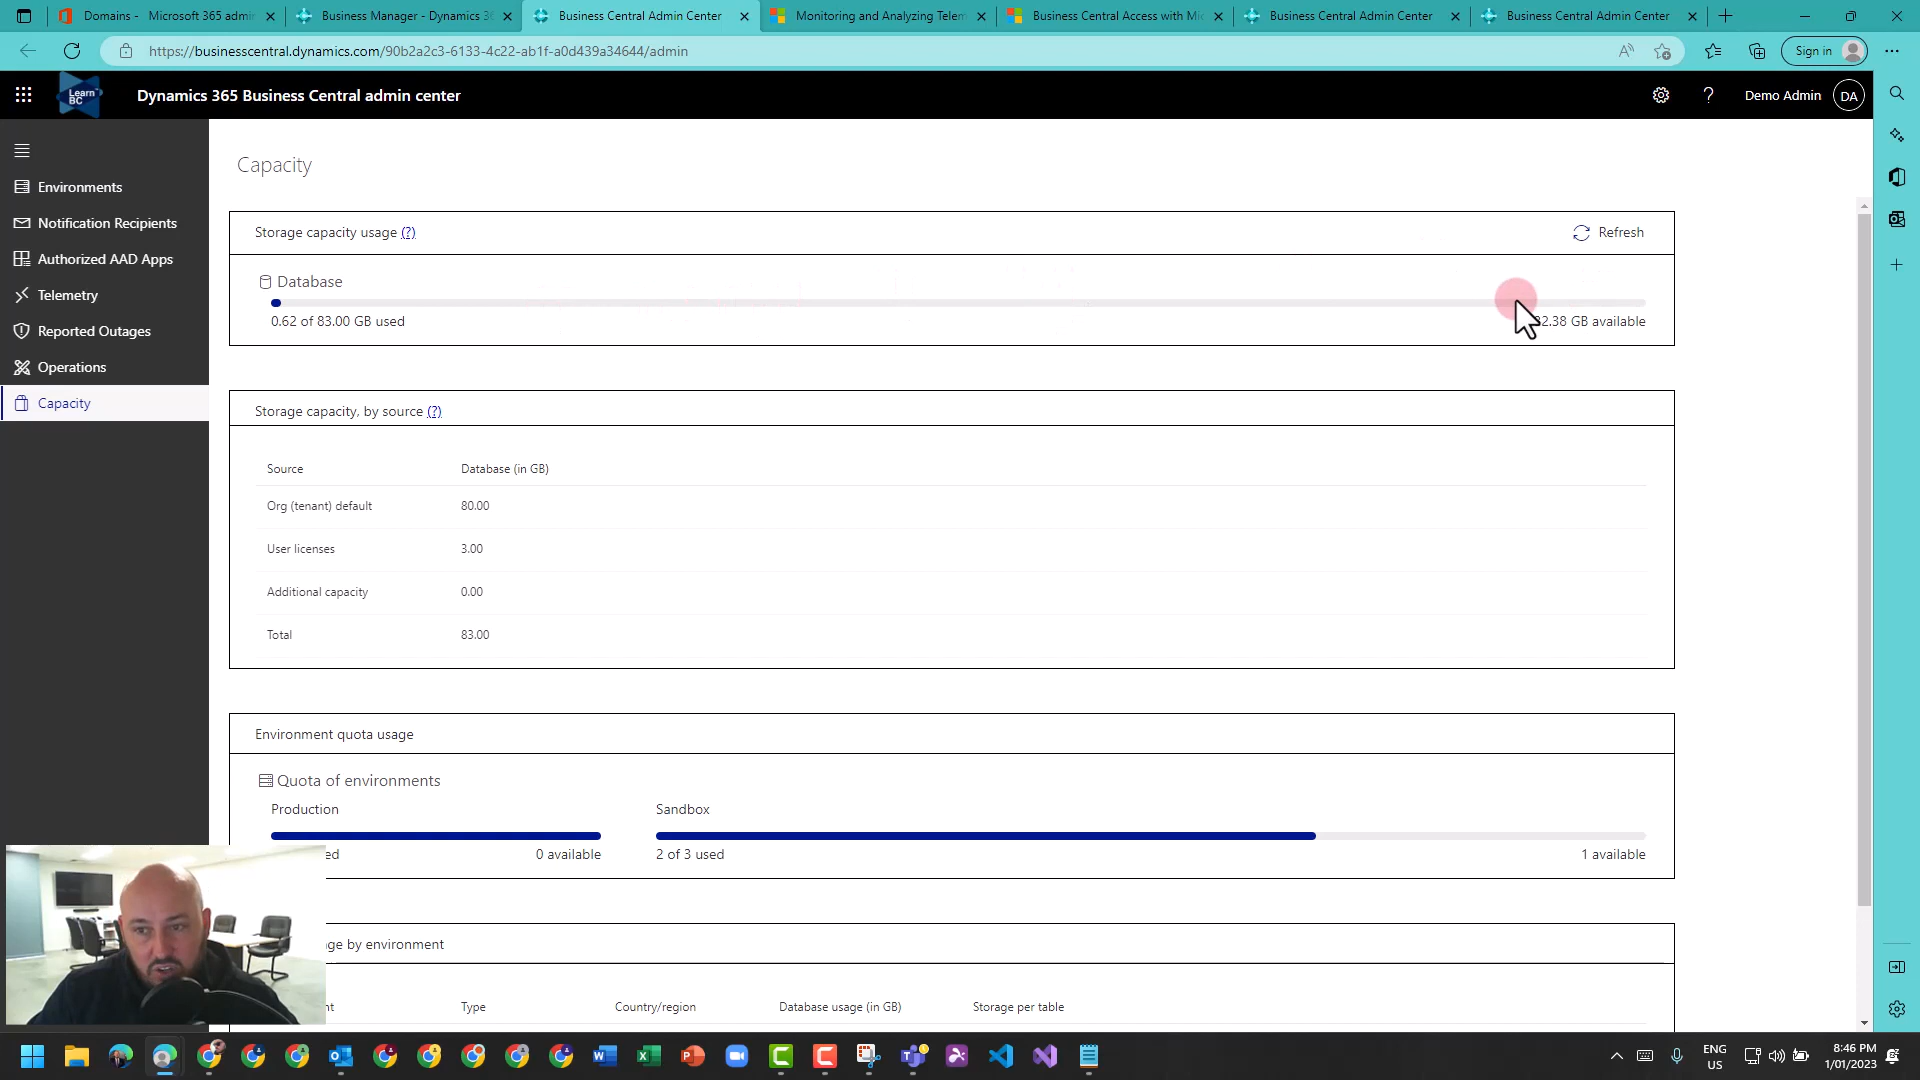 Domains - Microsoft 365 admin
Business Manager - Dynamics 36
Business Central Admin Center
Monitoring and Analyzing Telem
Business Central Access with Mi
Business Central Admin Center
Business Central Admin Center
https://businesscentral.dynamics.com/90b2a2c3-6133-4c22-ab1f-a0d439a34644/admin
Sign in
Learn
BC
Dynamics 365 Business Central admin center
Demo Admin
DA
Environments
Notification Recipients
Authorized AAD Apps
Telemetry
Reported Outages
Operations
Capacity
Capacity
Storage capacity usage (?)
Refresh
Database
0.62 of 83.00 GB used
2.38 GB available
Storage capacity, by source (?)
Source Database (in GB)
Org (tenant) default 80.00
User licenses 3.00
Additional capacity 0.00
Total 83.00
Environment quota usage
Quota of environments
Production Sandbox
ed 0 available 2 of 3 used 1 available
ge by environment
Type Country/region Database usage (in GB) Storage per table
ENG
US
8:46 PM
1/01/2023